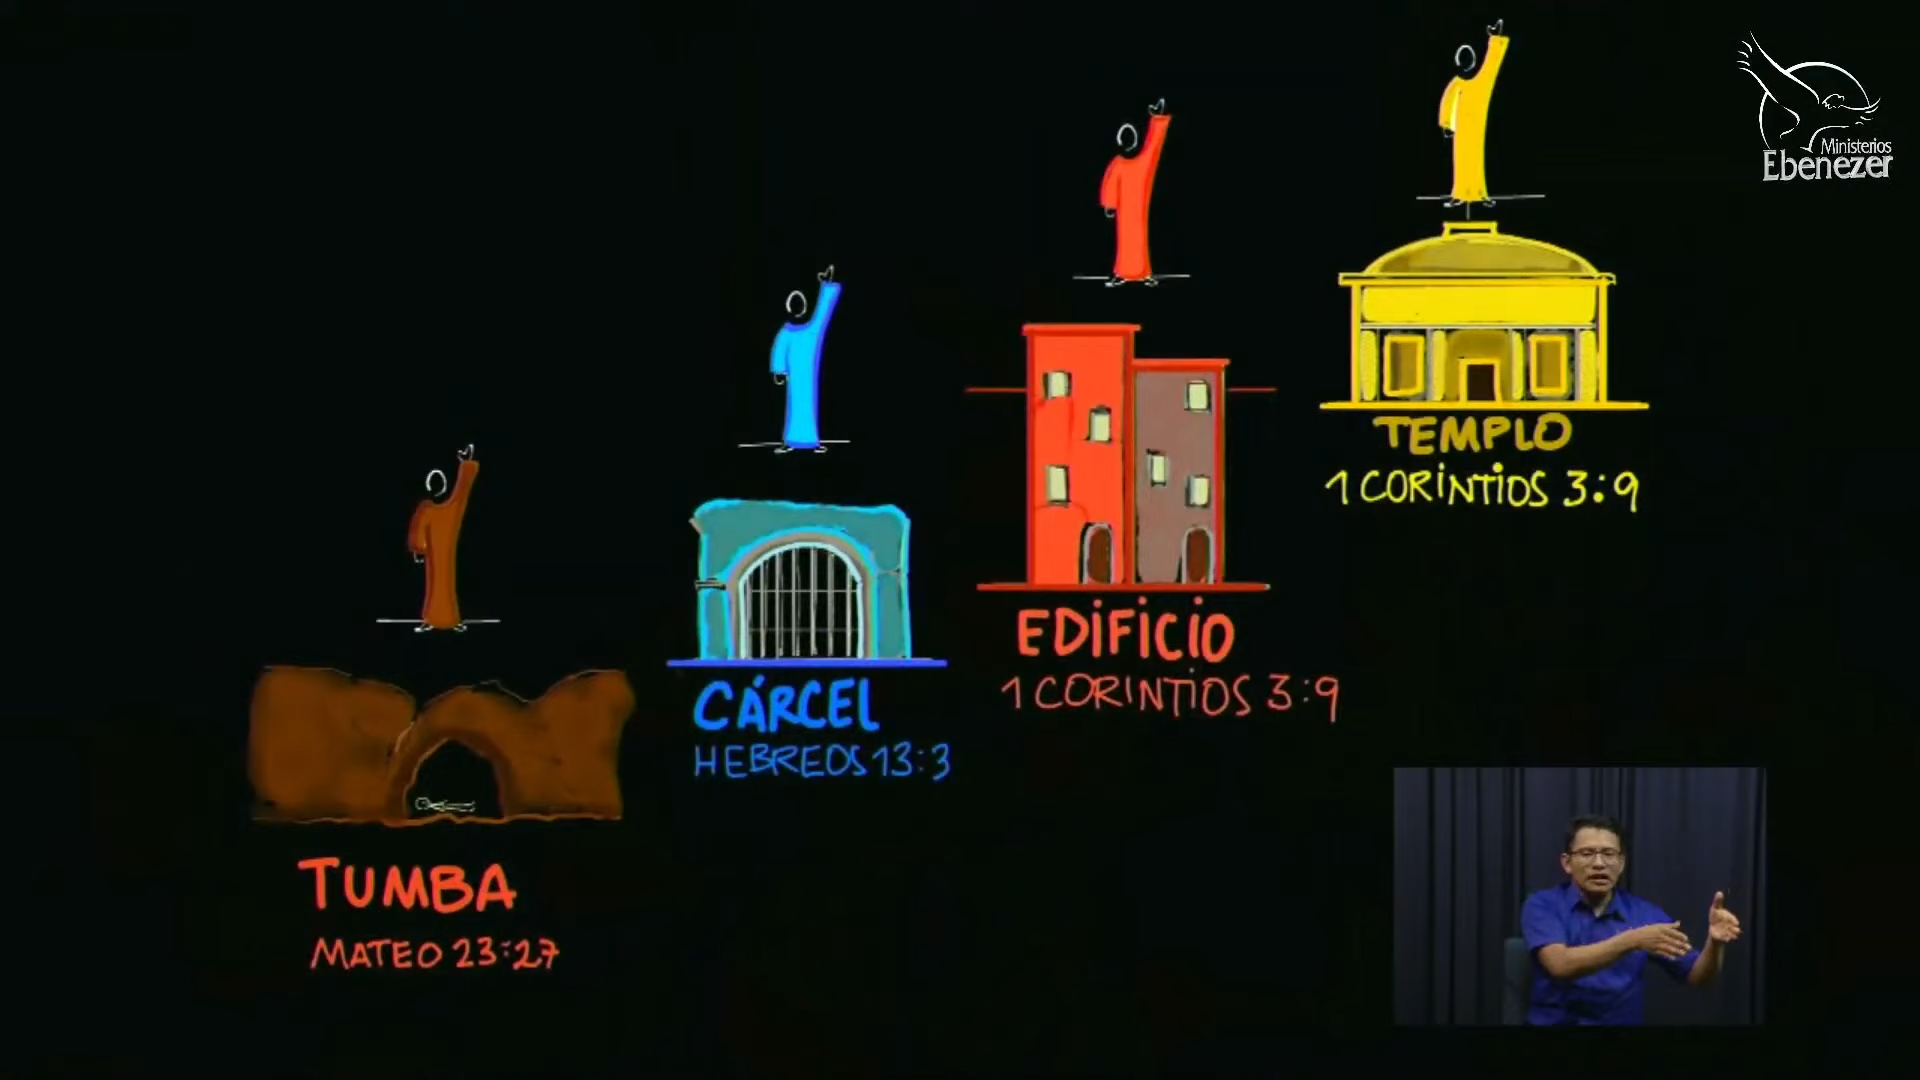 Ministerios
Ebenezer
TEMPLO
1 CORINTIOS 3:9
EDIFICIO
1 CORINTIOS 3:9
CÁRCEL
HEBREOS 13:3
TUMBA
MATEO 23:27